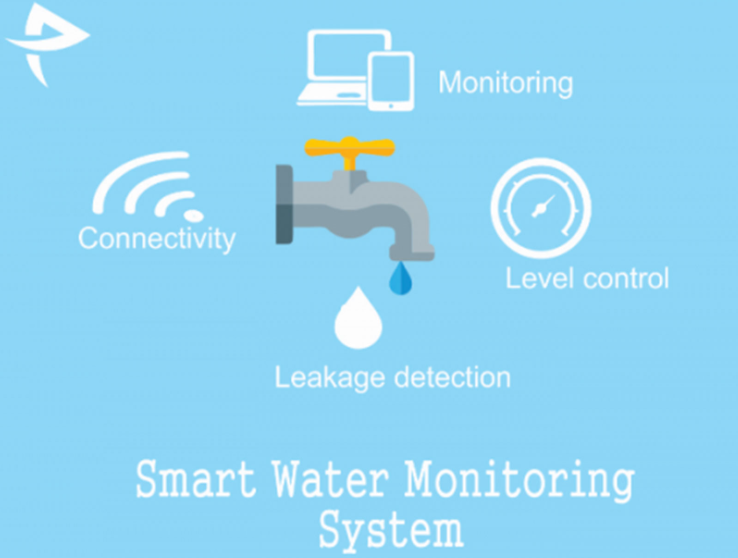 Monitoring
Connectivity
Level control
Leakage detection
Smart Water Monitoring
System